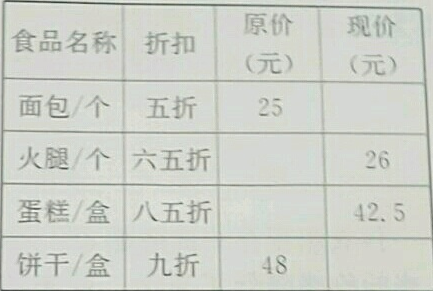 食品名称 折扣 原价（元） 现价（元）
面包/个 五折 25
火腿/个 六五折 26
蛋糕/盒 八五折 42.5
饼干/盒 九折 48